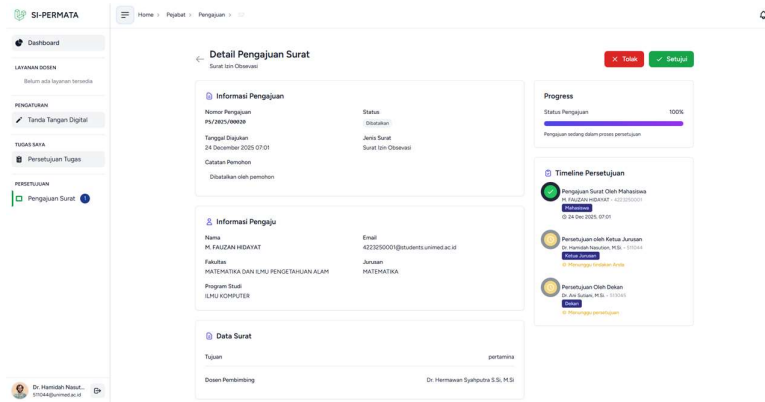 SI-PERMATA
Home > Pejabat > Pengajuan >
Dashboard
LAYANAN DOSEN
Belum ada layanan tersedia
PENGATURAN
Tanda Tangan Digital
TUGAS SAYA
Persetujuan Tugas
PERSETUJUAN
Pengajuan Surat 1
Dr. Hamidah Nasut...
511044@unimed.ac.id
Detail Pengajuan Surat
Surat Izin Obsevasi
Tolak
Setujui
Informasi Pengajuan
Nomor Pengajuan Status
PS/2025/00020 Dibatalkan
Tanggal Diajukan Jenis Surat
24 December 2025 07:01 Surat Izin Obsevasi
Catatan Pemohon
Dibatalkan oleh pemohon
Informasi Pengaju
Nama Email
M. FAUZAN HIDAYAT 4223250001@students.unimed.ac.id
Fakultas Jurusan
MATEMATIKA DAN ILMU PENGETAHUAN ALAM MATEMATIKA
Program Studi
ILMU KOMPUTER
Data Surat
Tujuan pertamina
Dosen Pembimbing Dr. Hermawan Syahputra S.Si, M.Si
Progress
Status Pengajuan 100%
Pengajuan sedang dalam proses persetujuan
Timeline Persetujuan
Pengajuan Surat Oleh Mahasiswa
M. FAUZAN HIDAYAT - 4223250001
Mahasiswa
24 Dec 2025, 07:01
Persetujuan oleh Ketua Jurusan
Dr. Hamidah Nasution, M.Si. - 511044
Ketua Jurusan
Menunggu tindakan Anda
Persetujuan Oleh Dekan
Dr. Ani Sutiani, M.Si. -
Dekan
Menunggu persetujuan